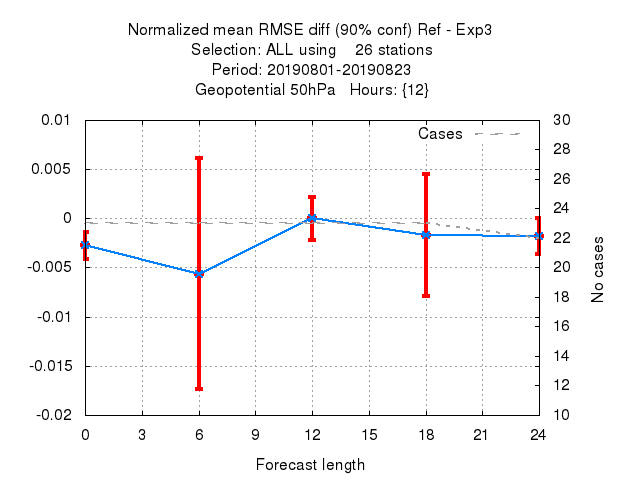 Normalized mean RMSE diff (90% conf) Ref - Exp3
Selection: ALL using    26 stations
Period: 20190801-20190823
Geopotential 50hPa   Hours: {12}
Cases
0.01
0.005
0
-0.005
-0.01
-0.015
-0.02
30
28
26
24
22
20
18
16
14
12
10
No cases
0 3 6 9 12 15 18 21 24
Forecast length